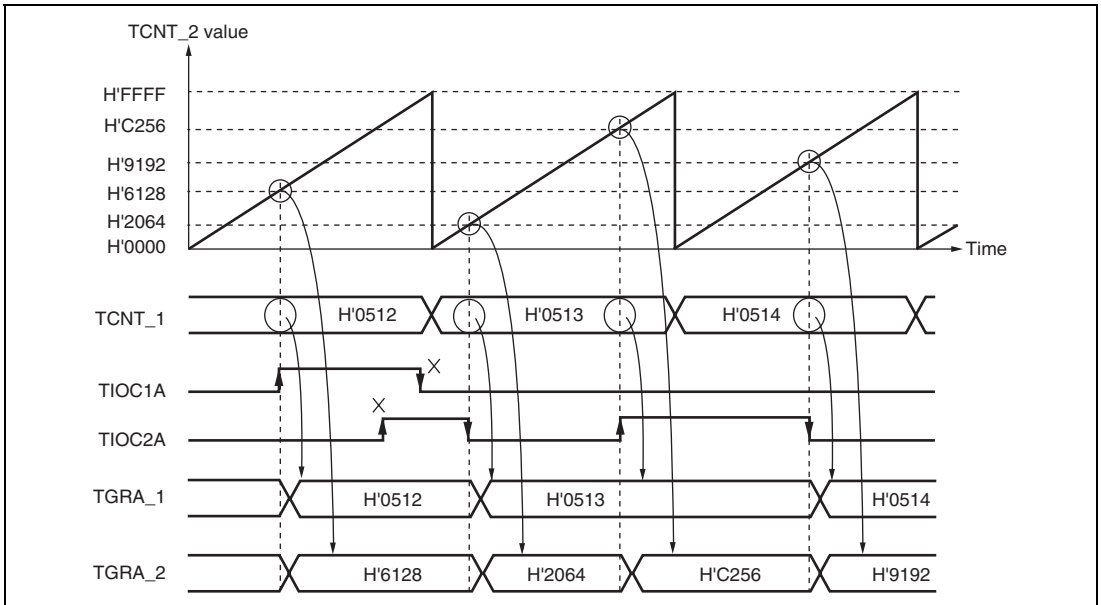 TCNT_2 value
H'FFFF
H'C256
H'9192
H'6128
H'2064
H'0000
Time
TCNT_1 H'0512 H'0513 H'0514
TIOC1A
TIOC2A
TGRA_1 H'0512 H'0513 H'0514
TGRA_2 H'6128 H'2064 H'C256 H'9192